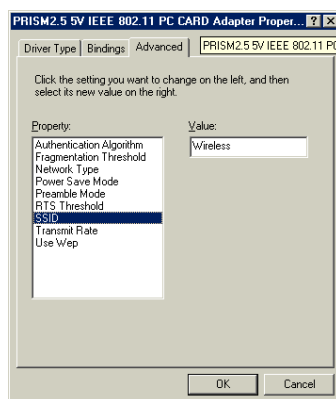 PRISM2.5 5V IEEE 802.11 PC CARD Adapter Proper... ? X
Driver Type Bindings Advanced PRISM2.5 5V IEEE 802.11 PC
Click the setting you want to change on the left, and then
select its new value on the right.
Property: Value:
Authentication Algorithm Wireless
Fragmentation Threshold
Network Type
Power Save Mode
Preamble Mode
RTS Threshold
SSID
Transmit Rate
Use Wep
OK Cancel